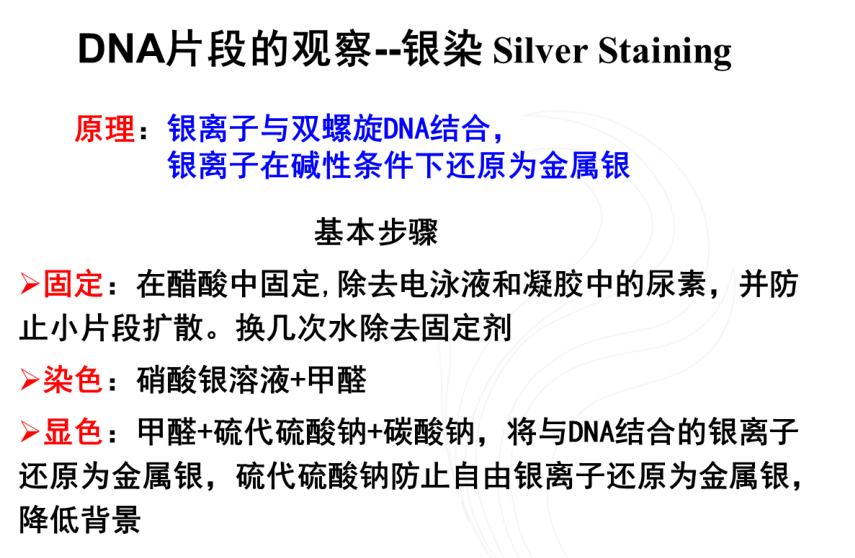 DNA片段的观察--银染 Silver Staining
原理：银离子与双螺旋DNA结合，
银离子在碱性条件下还原为金属银
基本步骤
➢固定：在醋酸中固定,除去电泳液和凝胶中的尿素，并防
止小片段扩散。换几次水除去固定剂
➢染色：硝酸银溶液+甲醛
➢显色：甲醛+硫代硫酸钠+碳酸钠，将与DNA结合的银离子
还原为金属银，硫代硫酸钠防止自由银离子还原为金属银，
降低背景